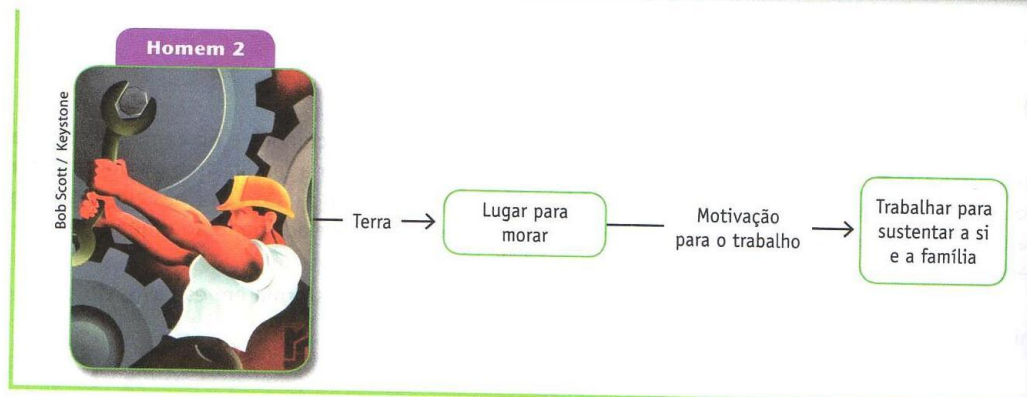 Homem 2
Bob Scott / Keystone
Terra
Lugar para
morar
Motivação
para o trabalho
Trabalhar para
sustentar a si
e a família